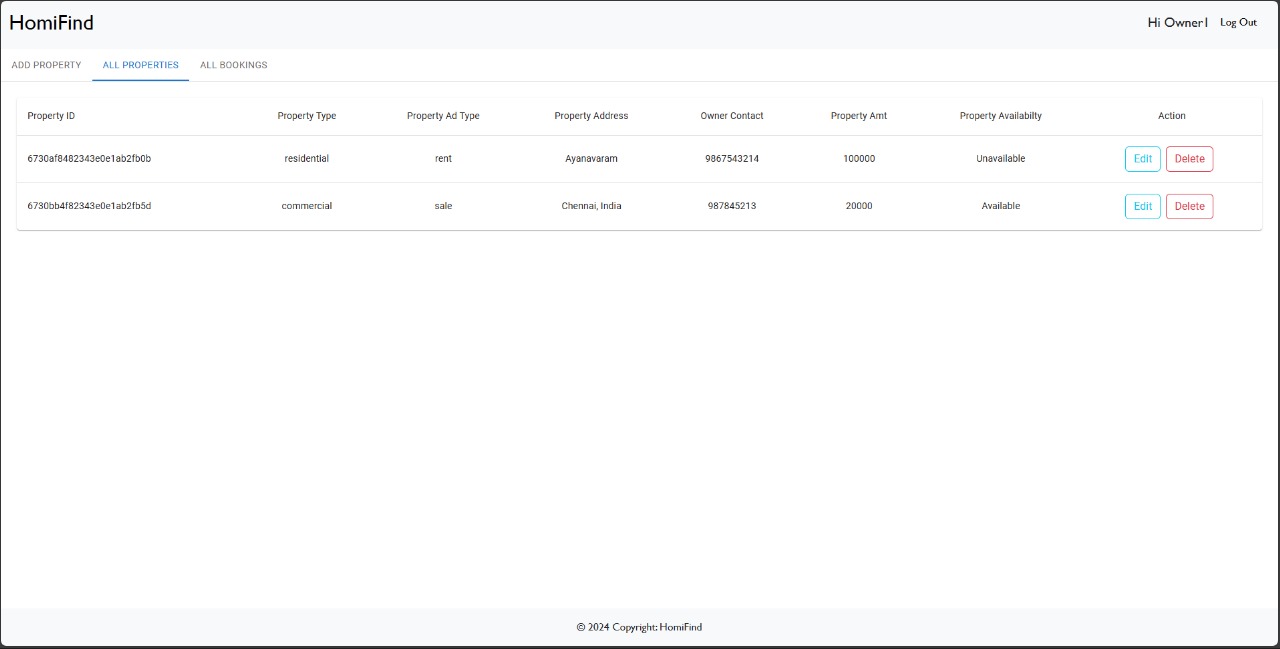 HomiFind
Hi Owner1 Log Out
ADD PROPERTY ALL PROPERTIES ALL BOOKINGS
Property ID Property Type Property Ad Type Property Address Owner Contact Property Amt Property Availabilty Action
6730af8482343e0e1ab2fb0b residential rent Ayanavaram 9867543214 100000 Unavailable Edit Delete
6730bb4f82343e0e1ab2fb5d commercial sale Chennai, India 987845213 20000 Available Edit Delete
© 2024 Copyright: HomiFind